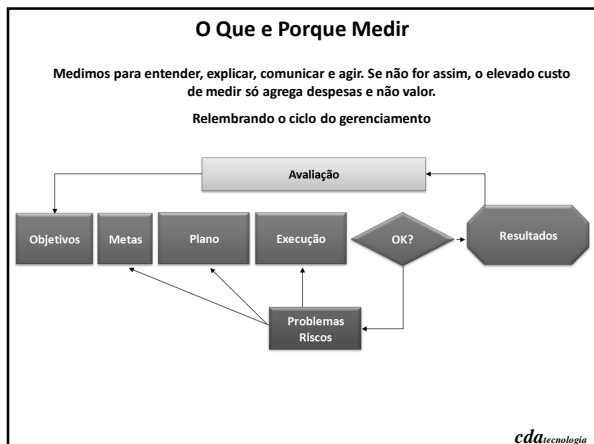 O Que e Porque Medir
Medimos para entender, explicar, comunicar e agir. Se não for assim, o elevado custo
de medir só agrega despesas e não valor.
Relembrando o ciclo do gerenciamento
Avaliação
Objetivos
Metas
Plano
Execução
OK?
Resultados
Problemas
Riscos
cdatecnologia